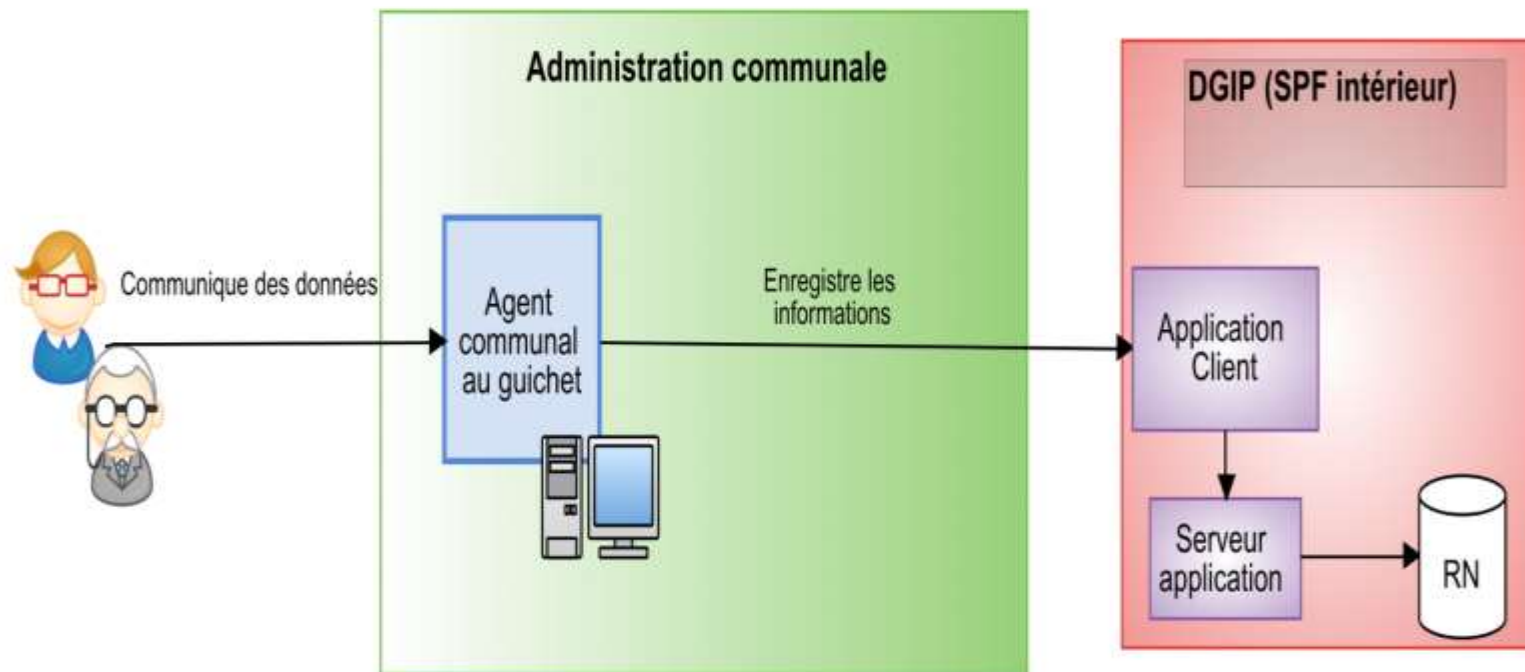 Administration communale
DGIP (SPF intérieur)
Communique des données
Agent
communal
au guichet
Enregistre les
informations
Application
Client
Serveur
application
RN